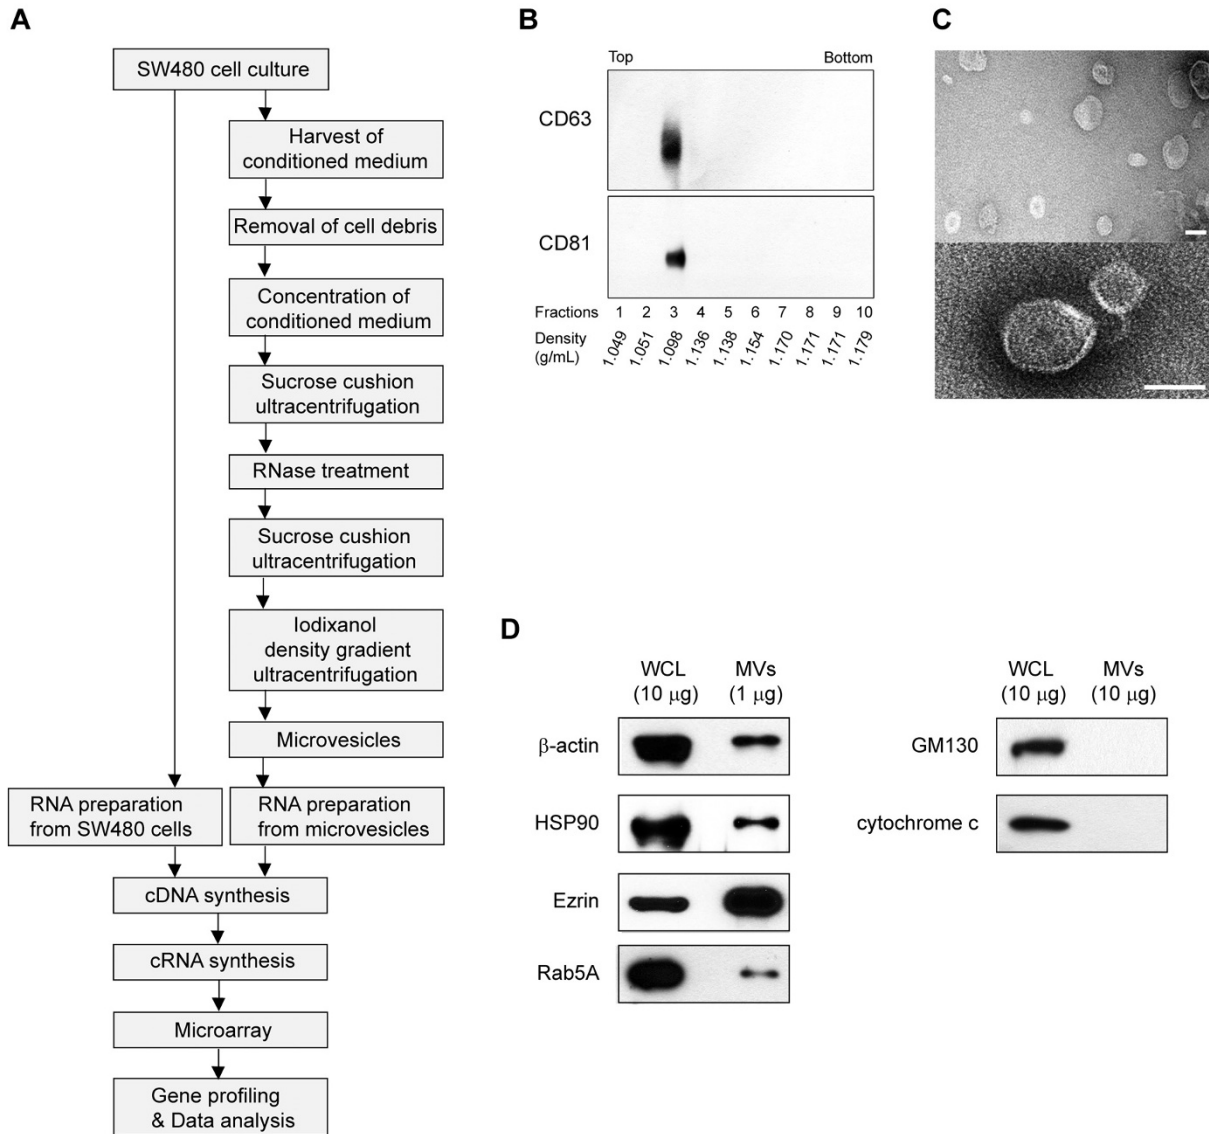 A
SW480 cell culture
Harvest of
conditioned medium
Removal of cell debris
Concentration of
conditioned medium
Sucrose cushion
ultracentrifugation
RNase treatment
Sucrose cushion
ultracentrifugation
Iodixanol
density gradient
ultracentrifugation
Microvesicles
RNA preparation
from SW480 cells
RNA preparation
from microvesicles
cDNA synthesis
cRNA synthesis
Microarray
Gene profiling
& Data analysis
B
Top Bottom
CD63
CD81
Fractions 1 2 3 4 5 6 7 8 9 10
Density
(g/mL) 1.049 1.051 1.098 1.136 1.138 1.154 1.170 1.171 1.171 1.179
C
D
WCL MVs
(10 μg) (1 μg)
β-actin
HSP90
Ezrin
Rab5A
WCL MVs
(10 μg) (10 μg)
GM130
cytochrome c